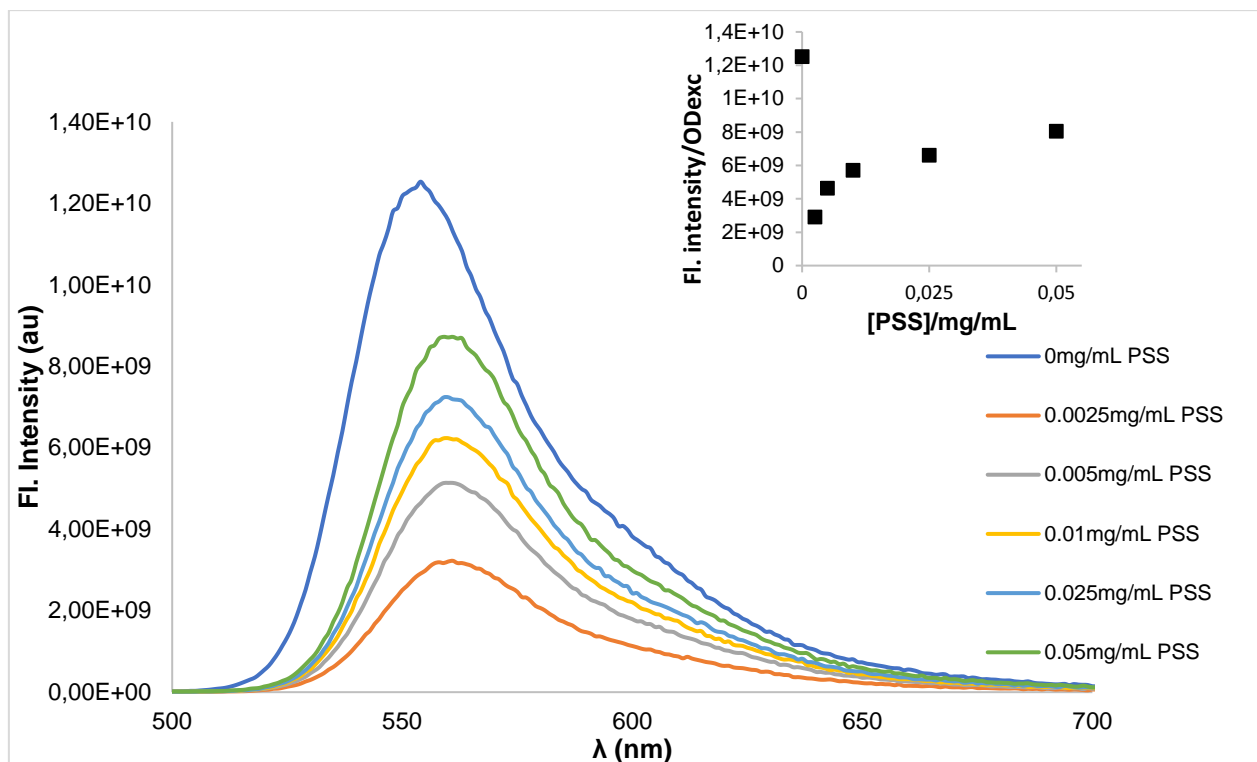 1,4E+10
1,2E+10
1E+10
8E+09
6E+09
4E+09
2E+09
0
Fl. intensity/ODexc
0
0,025
0,05
[PSS]/mg/mL
1,40E+10
1,20E+10
1,00E+10
8,00E+09
6,00E+09
4,00E+09
2,00E+09
0,00E+00
Fl. Intensity (au)
0mg/mL PSS
0.0025mg/mL PSS
0.005mg/mL PSS
0.01mg/mL PSS
0.025mg/mL PSS
0.05mg/mL PSS
500
550
600
650
700
λ (nm)